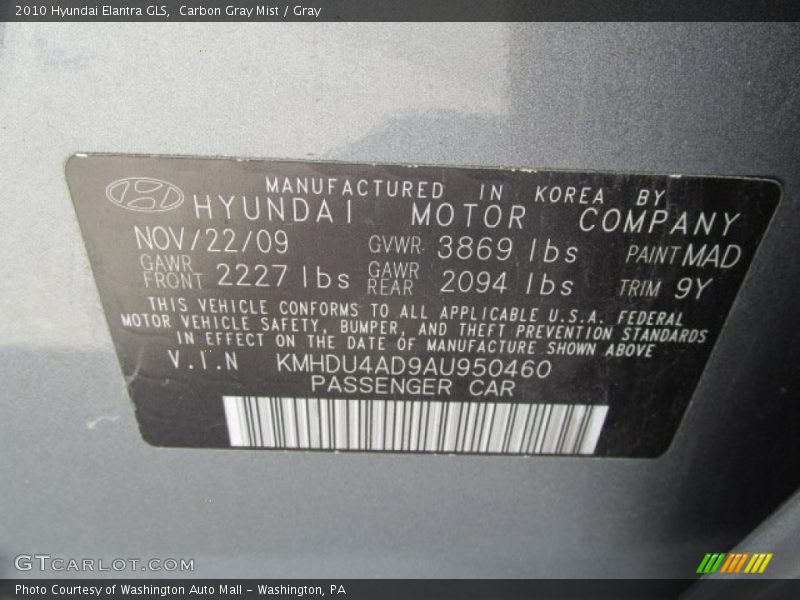 2010 Hyundai Elantra GLS, Carbon Gray Mist / Gray
MANUFACTURED IN KOREA BY
HYUNDAI MOTOR COMPANY
NOV/22/09 GVWR 3869 lbs PAINT MAD
GAWR FRONT 2227 lbs GAWR REAR 2094 lbs TRIM 9Y
THIS VEHICLE CONFORMS TO ALL APPLICABLE U.S.A. FEDERAL
MOTOR VEHICLE SAFETY, BUMPER, AND THEFT PREVENTION STANDARDS
IN EFFECT ON THE DATE OF MANUFACTURE SHOWN ABOVE
V.I.N KMHDU4AD9AU950460
PASSENGER CAR
GTCARLOT.COM
Photo Courtesy of Washington Auto Mall - Washington, PA